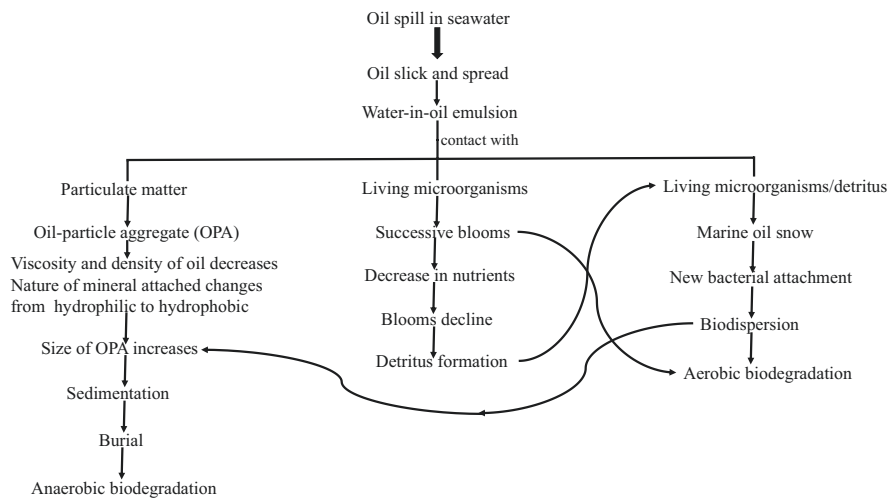 Oil spill in seawater
Oil slick and spread
Water-in-oil emulsion
contact with
Particulate matter
Oil-particle aggregate (OPA)
Viscosity and density of oil decreases
Nature of mineral attached changes
from hydrophilic to hydrophobic
Size of OPA increases
Sedimentation
Burial
Anaerobic biodegradation
Living microorganisms
Successive blooms
Decrease in nutrients
Blooms decline
Detritus formation
Living microorganisms/detritus
Marine oil snow
New bacterial attachment
Biodispersion
Aerobic biodegradation